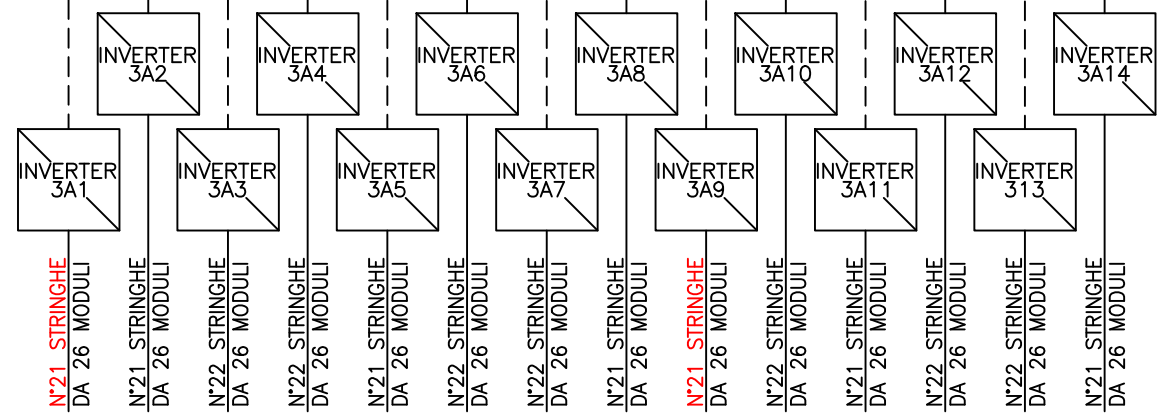 INVERTER
3A2
INVERTER
3A4
INVERTER
3A6
INVERTER
3A8
INVERTER
3A10
INVERTER
3A12
INVERTER
3A14
INVERTER
3A1
INVERTER
3A3
INVERTER
3A5
INVERTER
3A7
INVERTER
3A9
INVERTER
3A11
INVERTER
313
N°21 STRINGHE
DA 26 MODULI
N°21 STRINGHE
DA 26 MODULI
N°22 STRINGHE
DA 26 MODULI
N°22 STRINGHE
DA 26 MODULI
N°21 STRINGHE
DA 26 MODULI
N°22 STRINGHE
DA 26 MODULI
N°22 STRINGHE
DA 26 MODULI
N°21 STRINGHE
DA 26 MODULI
N°21 STRINGHE
DA 26 MODULI
N°22 STRINGHE
DA 26 MODULI
N°21 STRINGHE
DA 26 MODULI
N°21 STRINGHE
DA 26 MODULI
N°22 STRINGHE
DA 26 MODULI
N°21 STRINGHE
DA 26 MODULI